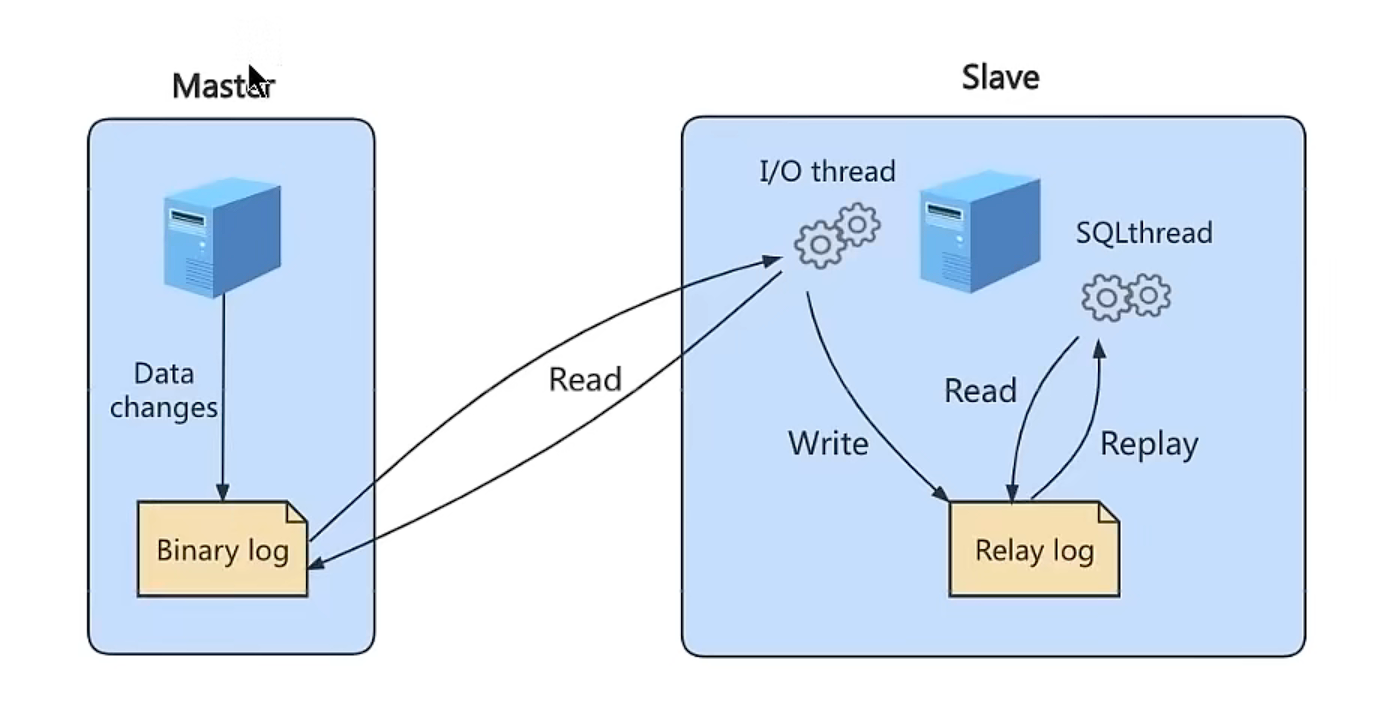 Master
Slave
I/O thread
SQLthread
Data
changes
Read
Read
Write
Replay
Binary log
Relay log